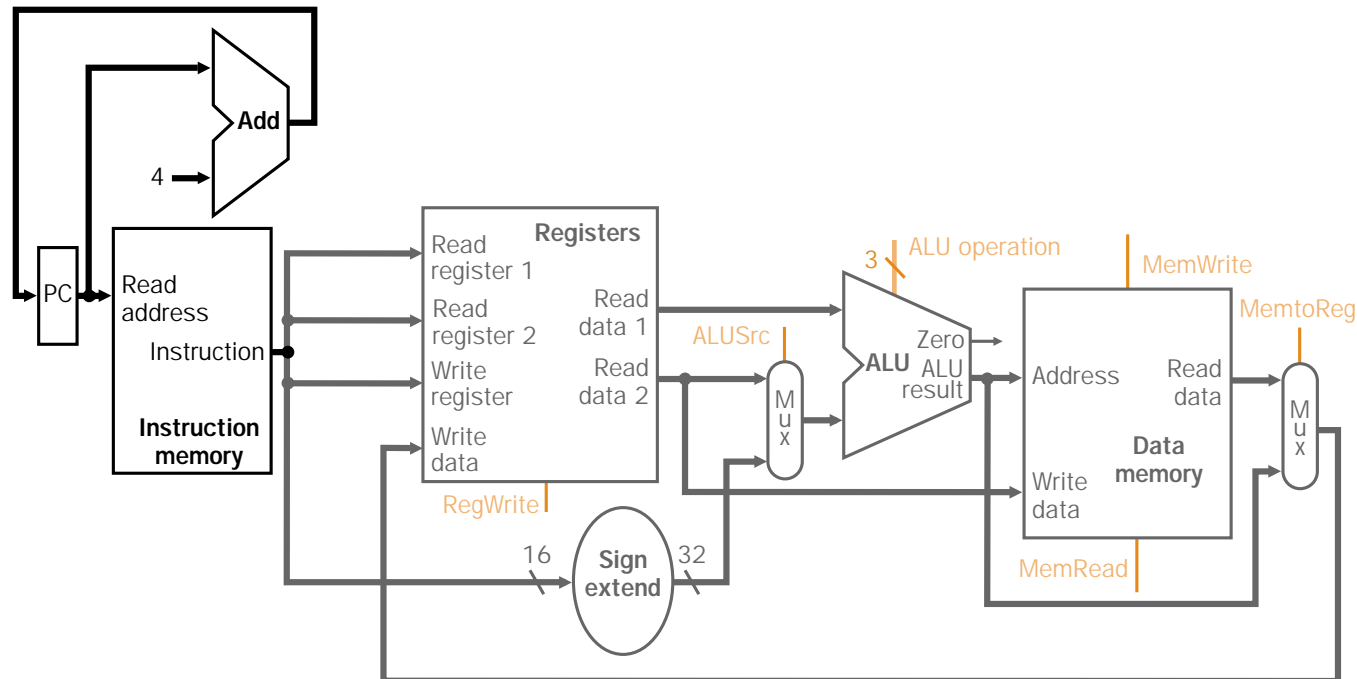 Add
4
PC
Read
address
Instruction
Instruction
memory
Registers
Read
register 1
Read
register 2
Write
register
Write
data
Read
data 1
Read
data 2
RegWrite
16
Sign
extend
32
ALUSrc
M
u
x
3
ALU operation
Zero
ALU
ALU
result
MemWrite
Address
Read
data
Data
memory
Write
data
MemRead
MemtoReg
M
u
x